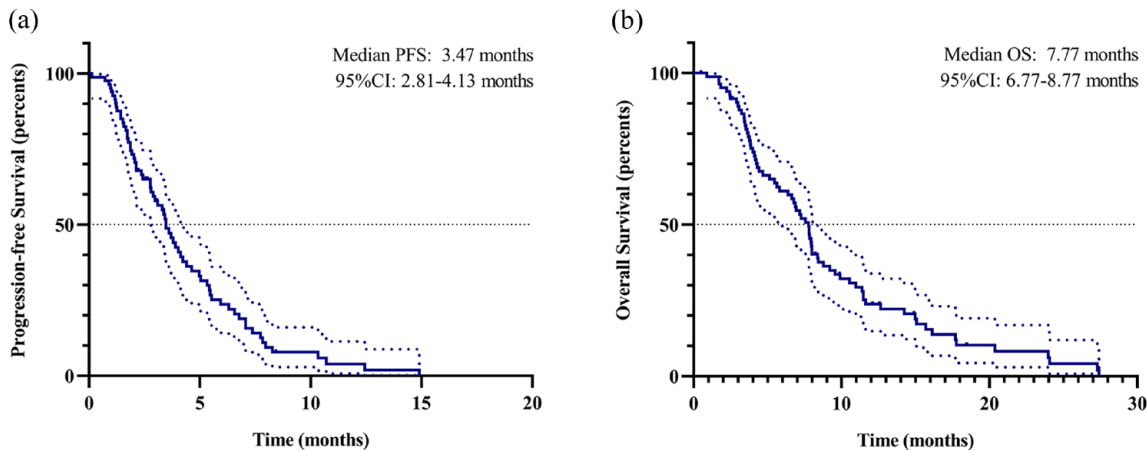 (a)
Median PFS: 3.47 months
95%CI: 2.81-4.13 months
Progression-free Survival (percents)
100
50
0
0 5 10 15 20
Time (months)
(b)
Median OS: 7.77 months
95%CI: 6.77-8.77 months
Overall Survival (percents)
100
50
0
0 10 20 30
Time (months)